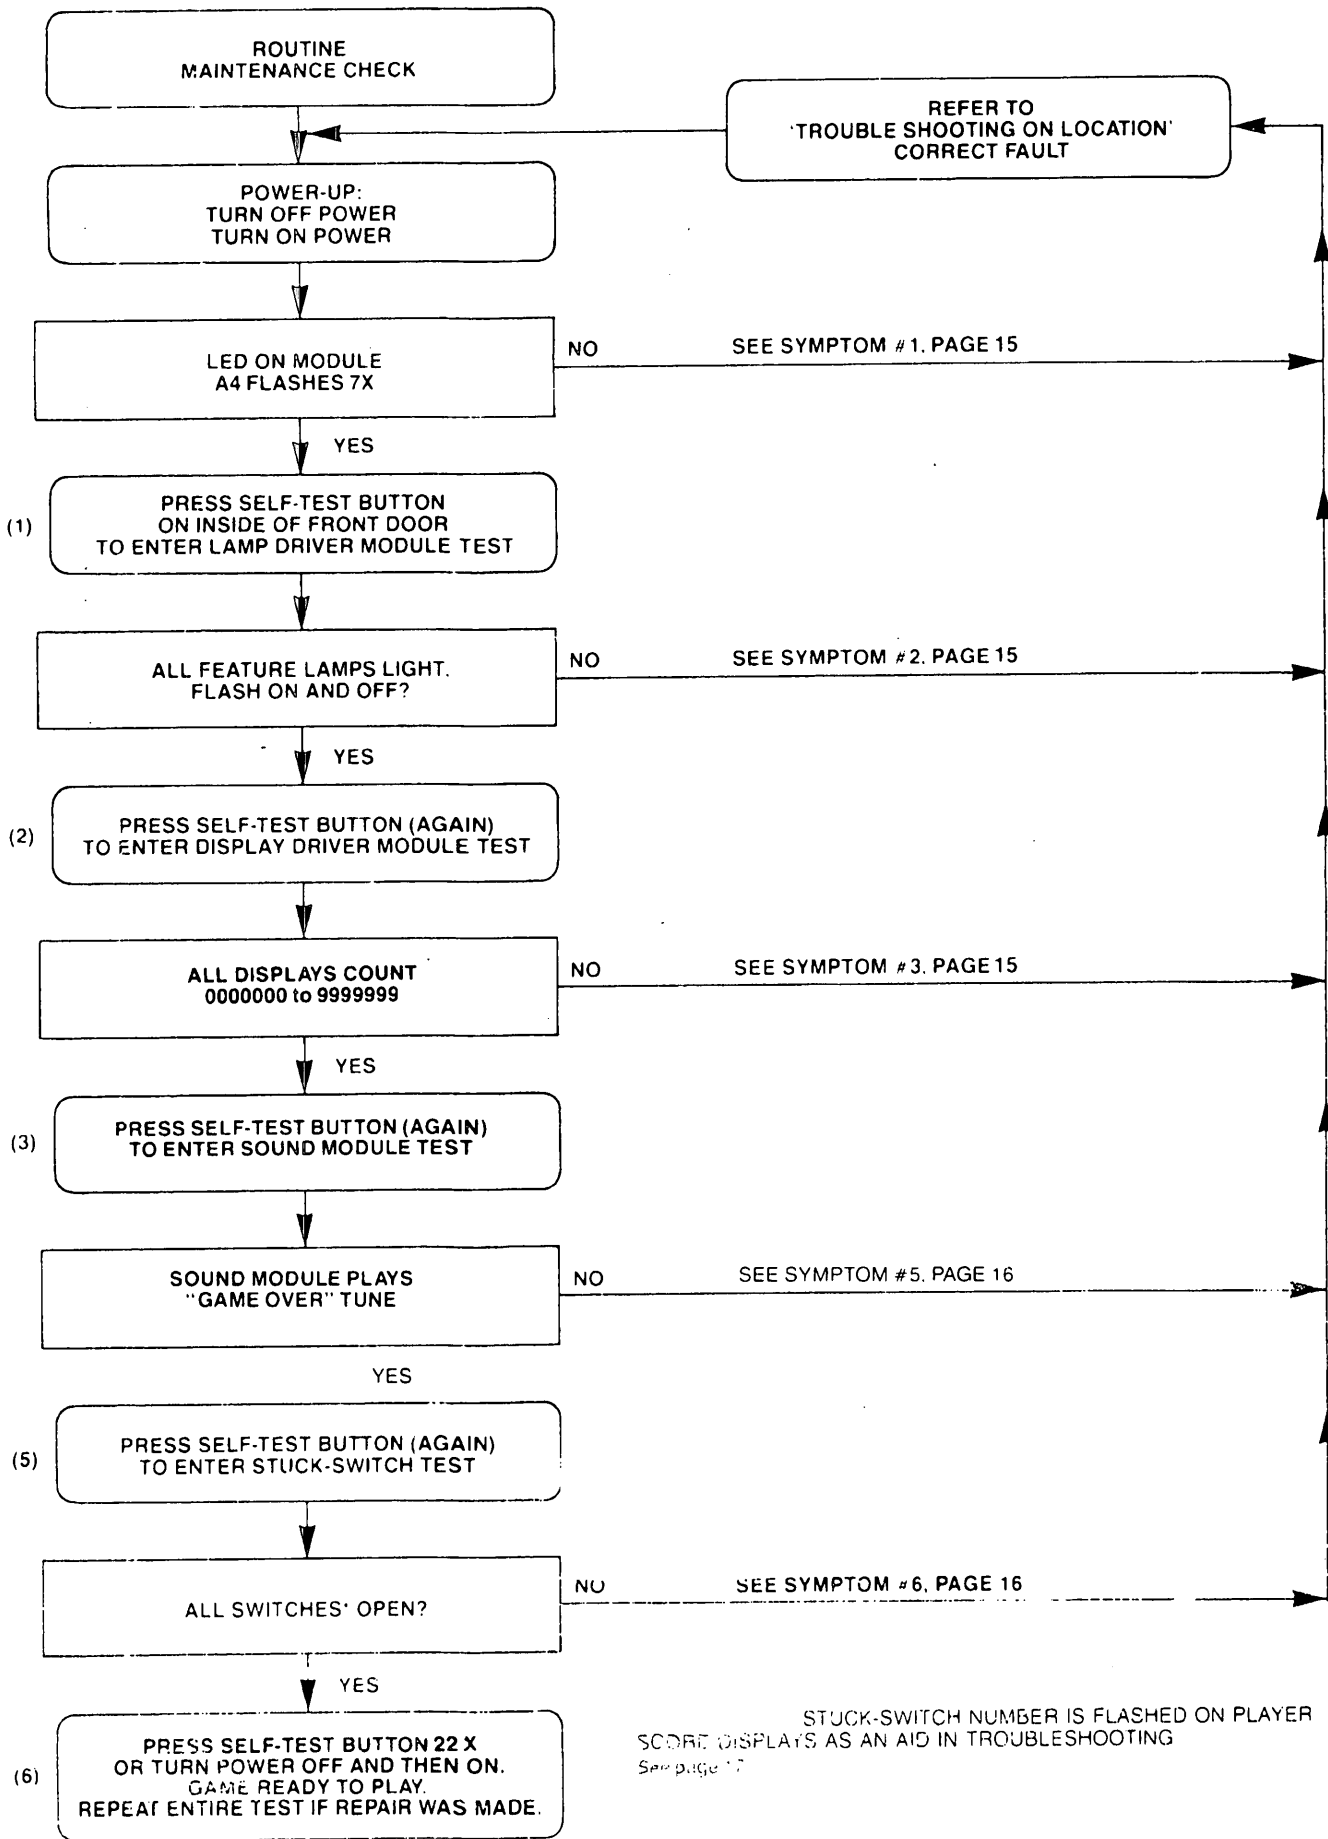 ROUTINE
MAINTENANCE CHECK
REFER TO
'TROUBLE SHOOTING ON LOCATION'
CORRECT FAULT
POWER-UP:
TURN OFF POWER
TURN ON POWER
LED ON MODULE
A4 FLASHES 7X
NO
SEE SYMPTOM #1, PAGE 15
YES
(1)
PRESS SELF-TEST BUTTON
ON INSIDE OF FRONT DOOR
TO ENTER LAMP DRIVER MODULE TEST
ALL FEATURE LAMPS LIGHT.
FLASH ON AND OFF?
NO
SEE SYMPTOM #2, PAGE 15
YES
(2)
PRESS SELF-TEST BUTTON (AGAIN)
TO ENTER DISPLAY DRIVER MODULE TEST
ALL DISPLAYS COUNT
0000000 to 9999999
NO
SEE SYMPTOM #3, PAGE 15
YES
(3)
PRESS SELF-TEST BUTTON (AGAIN)
TO ENTER SOUND MODULE TEST
SOUND MODULE PLAYS
"GAME OVER" TUNE
NO
SEE SYMPTOM #5, PAGE 16
YES
(5)
PRESS SELF-TEST BUTTON (AGAIN)
TO ENTER STUCK-SWITCH TEST
ALL SWITCHES* OPEN?
NO
SEE SYMPTOM #6, PAGE 16
YES
(6)
PRESS SELF-TEST BUTTON 22 X
OR TURN POWER OFF AND THEN ON.
GAME READY TO PLAY.
REPEAT ENTIRE TEST IF REPAIR WAS MADE.
STUCK-SWITCH NUMBER IS FLASHED ON PLAYER
SCORE DISPLAYS AS AN AID IN TROUBLESHOOTING
See page 17